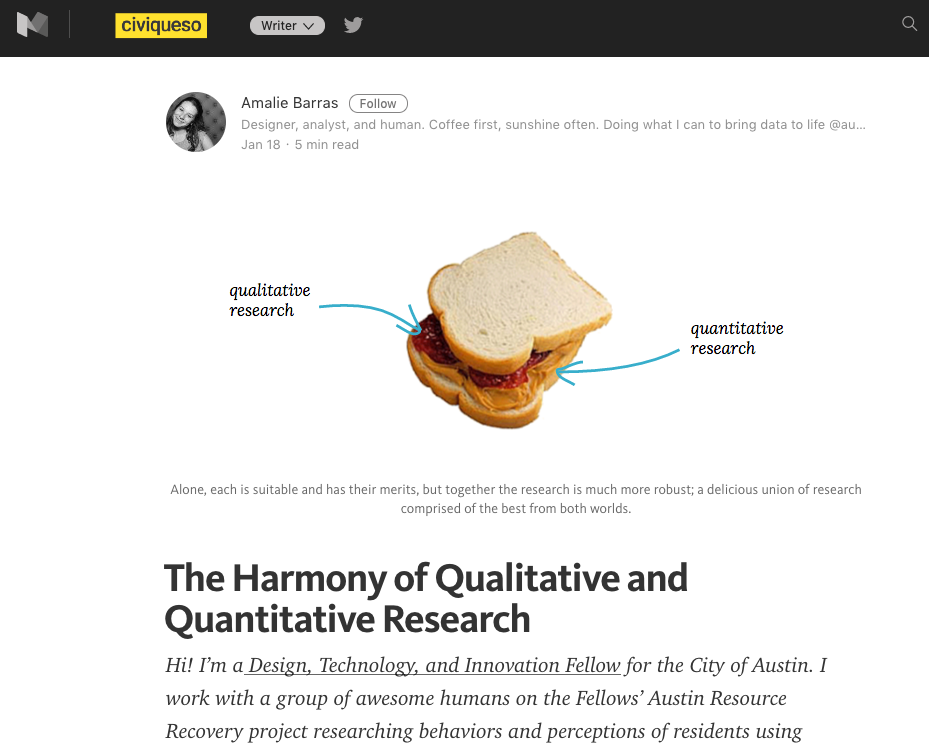 civiqueso
Writer
Amalie Barras
Follow
Designer, analyst, and human. Coffee first, sunshine often. Doing what I can to bring data to life @au...
Jan 18 · 5 min read
qualitative
research
quantitative
research
Alone, each is suitable and has their merits, but together the research is much more robust; a delicious union of research
comprised of the best from both worlds.
The Harmony of Qualitative and
Quantitative Research
Hi! I'm a Design, Technology, and Innovation Fellow for the City of Austin. I
work with a group of awesome humans on the Fellows' Austin Resource
Recovery project researching behaviors and perceptions of residents using